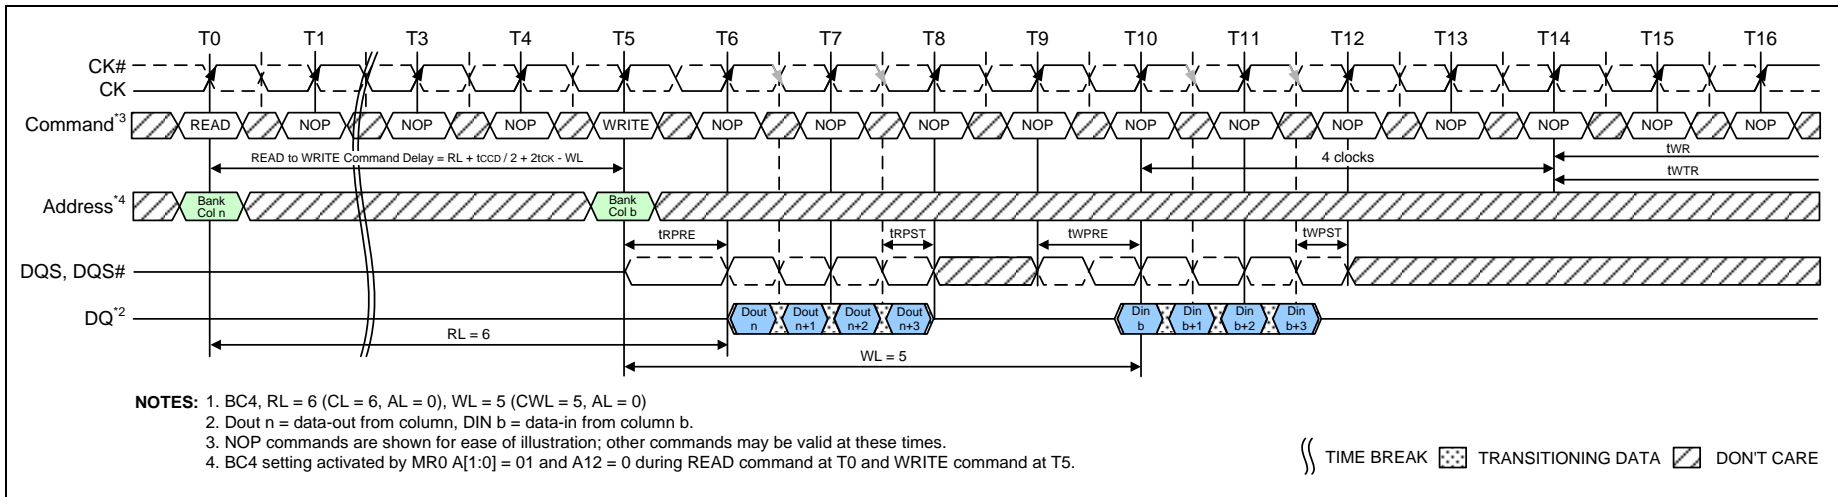 T0 T1 T3 T4 T5 T6 T7 T8 T9 T10 T11 T12 T13 T14 T15 T16
CK#
CK
Command*3 READ NOP NOP NOP WRITE NOP NOP NOP NOP NOP NOP NOP NOP NOP NOP NOP
READ to WRITE Command Delay = RL + tCCD / 2 + 2tCK - WL
4 clocks
tWR
tWTR
Address*4
Bank
Col n
Bank
Col b
tRPRE tRPST tWPRE tWPST
DQS, DQS#
DQ*2
Dout
n
Dout
n+1
Dout
n+2
Dout
n+3
Din
b
Din
b+1
Din
b+2
Din
b+3
RL = 6
WL = 5
NOTES: 1. BC4, RL = 6 (CL = 6, AL = 0), WL = 5 (CWL = 5, AL = 0)
2. Dout n = data-out from column, DIN b = data-in from column b.
3. NOP commands are shown for ease of illustration; other commands may be valid at these times.
4. BC4 setting activated by MR0 A[1:0] = 01 and A12 = 0 during READ command at T0 and WRITE command at T5.
TIME BREAK TRANSITIONING DATA DON'T CARE